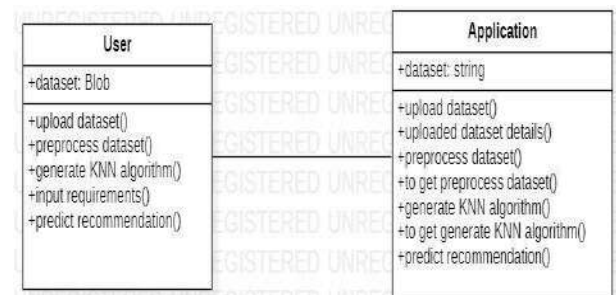 User
+dataset: Blob
+upload dataset()
+preprocess dataset()
+generate KNN algorithm()
+input requirements()
+predict recommendation()
Application
+dataset: string
+upload dataset()
+uploaded dataset details()
+preprocess dataset()
+to get preprocess dataset()
+generate KNN algorithm()
+to get generate KNN algorithm()
+predict recommendation()